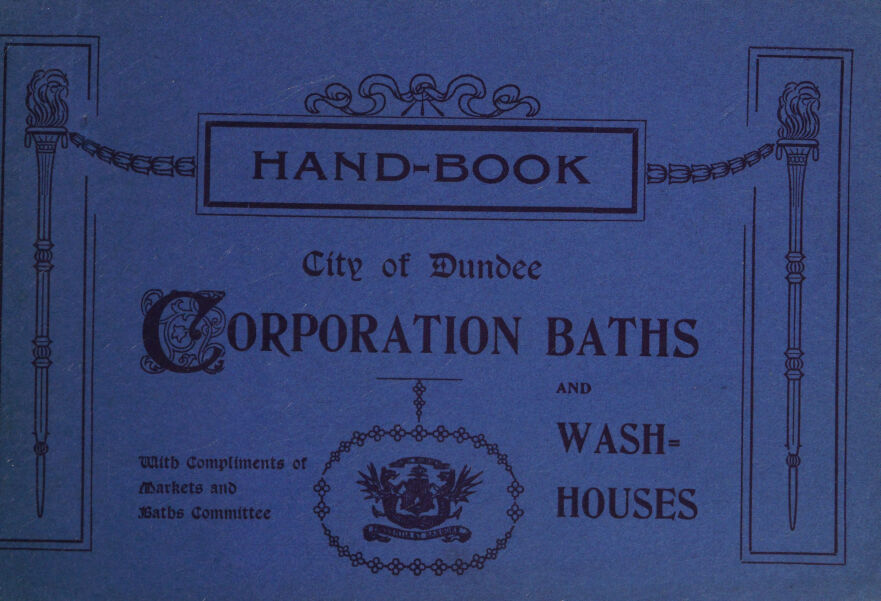 HAND-BOOK
City of Dundee
CORPORATION BATHS
AND
WASH=
HOUSES
With Compliments of
Markets and
Baths Committee